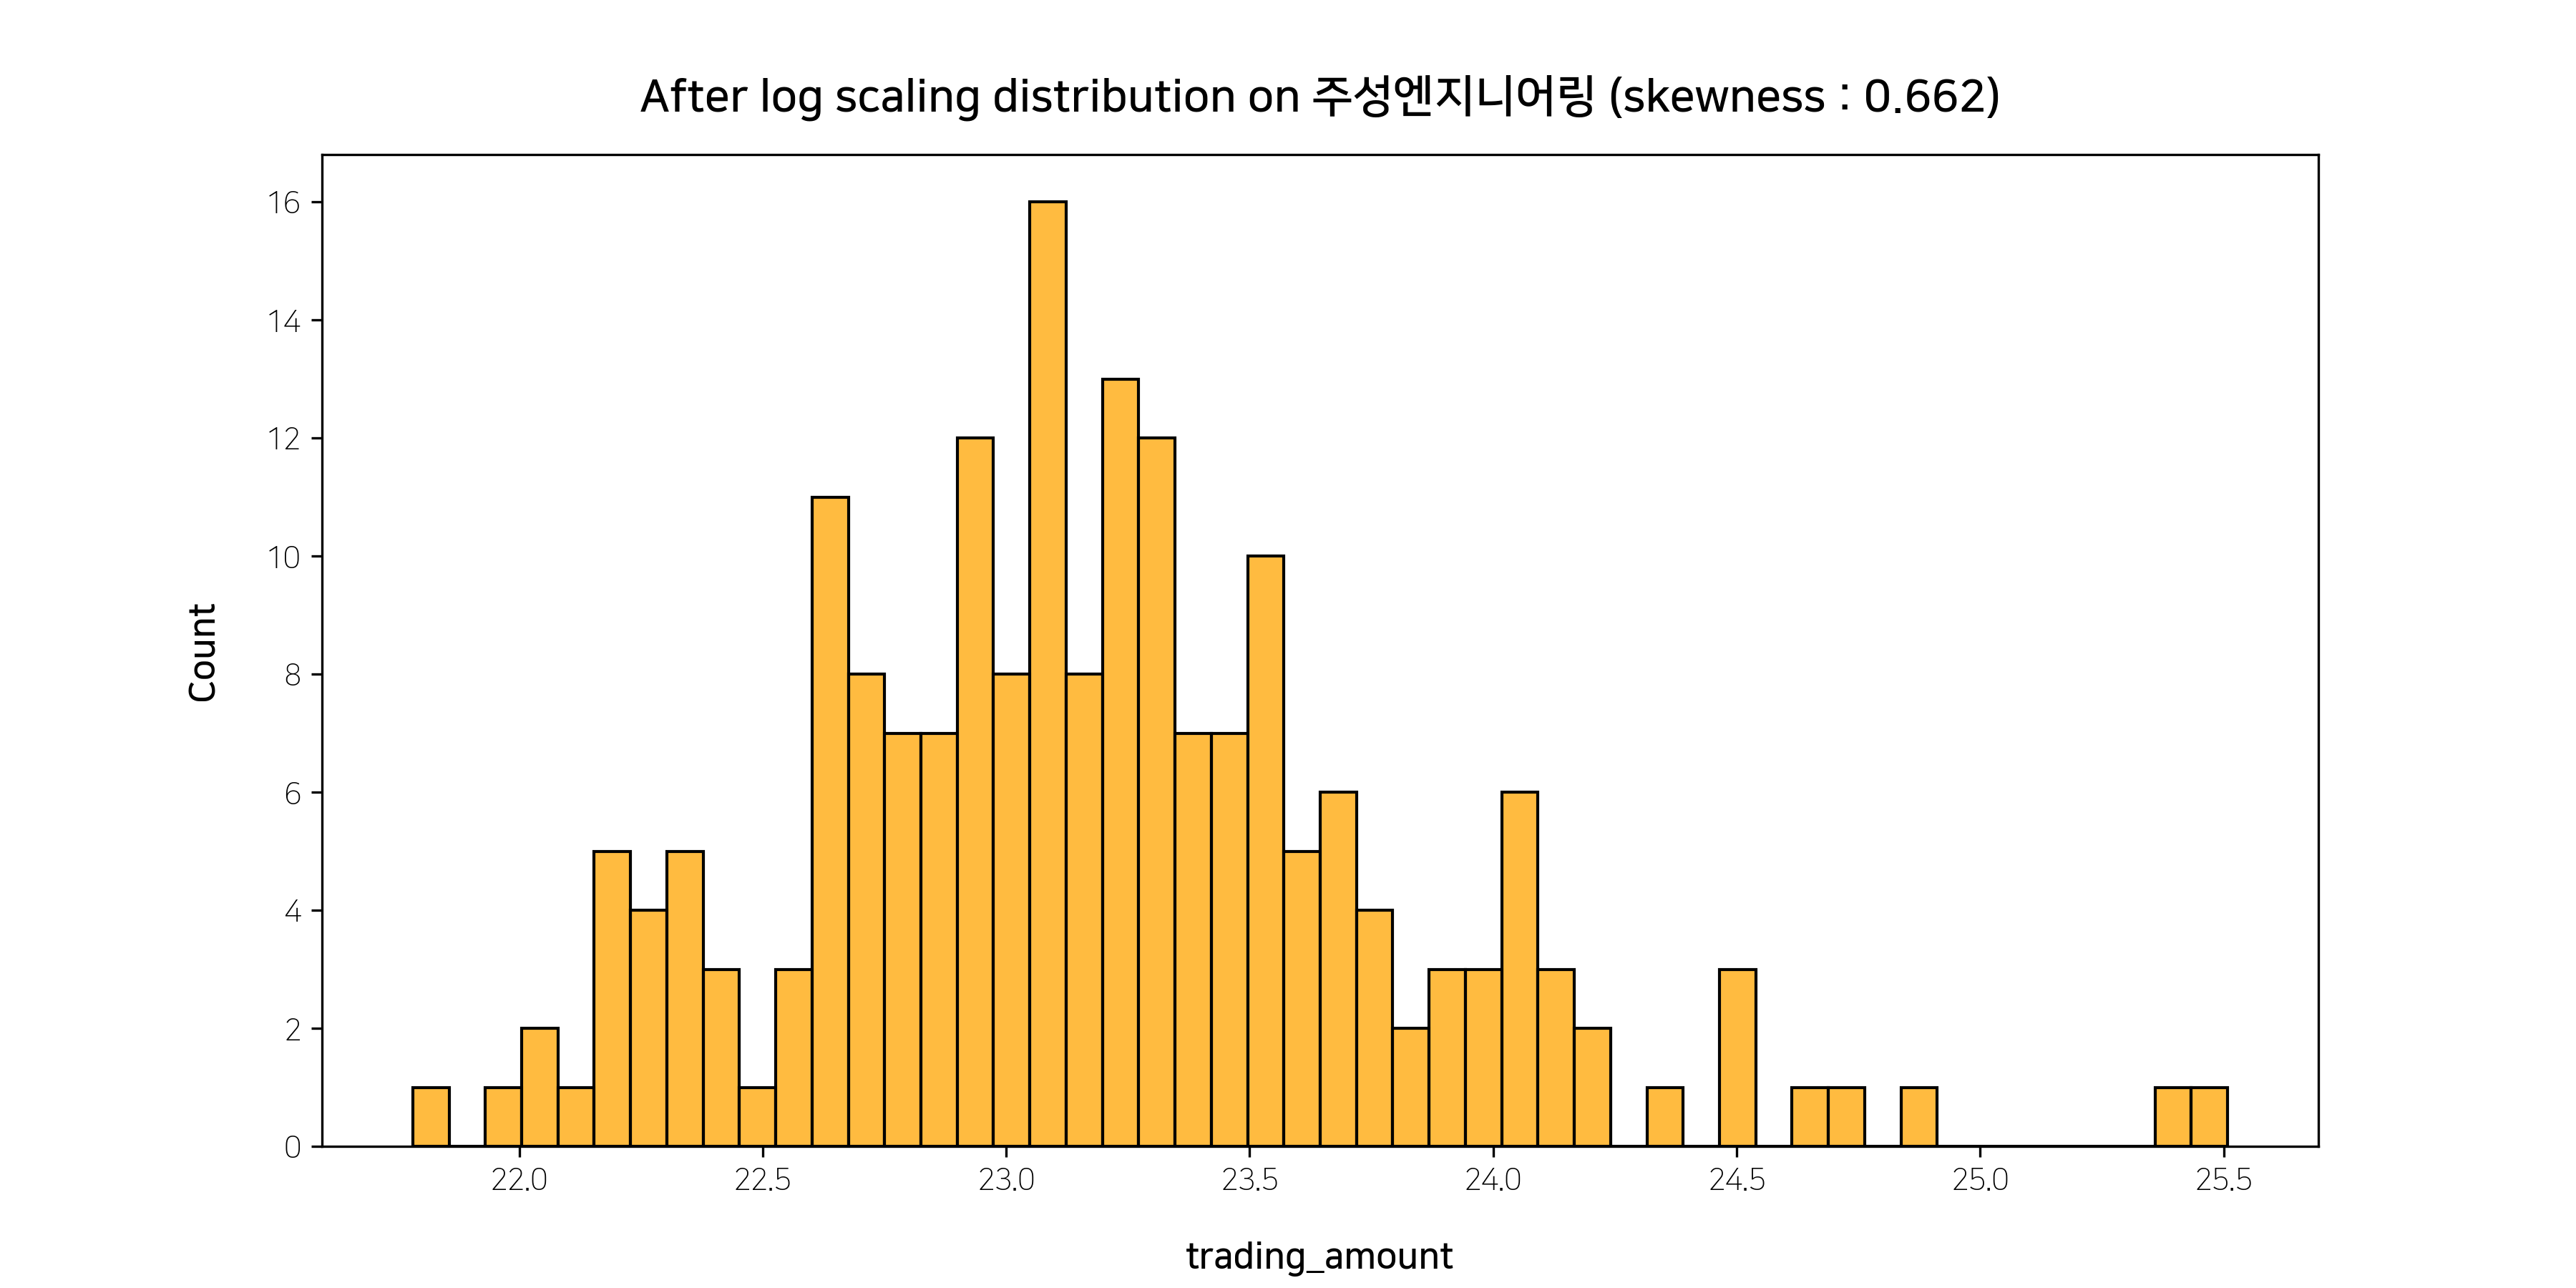 After log scaling distribution on 주성엔지니어링 (skewness : 0.662)
16
14
12
10
8
6
4
2
0
Count
22.0 22.5 23.0 23.5 24.0 24.5 25.0 25.5
trading_amount